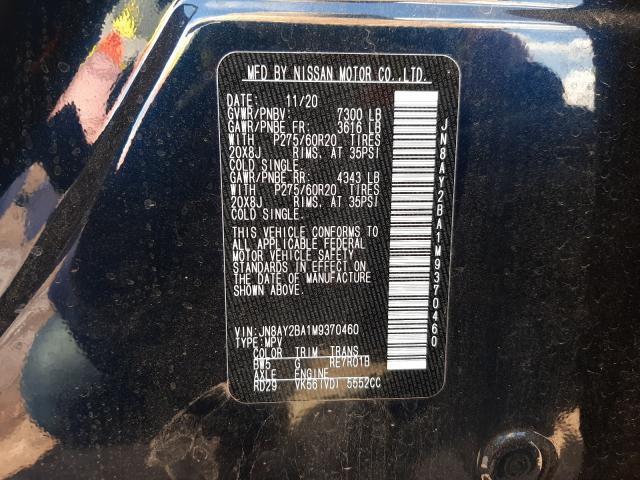 MFD BY NISSAN MOTOR CO.,LTD.
DATE: 11/20
GVWR/PNBV: 7300 LB
GAWR/PNBE FR: 3616 LB
WITH P275/60R20 TIRES
20X8J RIMS, AT 35PSI
COLD SINGLE.
GAWR/PNBE RR: 4343 LB
WITH P275/60R20 TIRES
20X8J RIMS, AT 35PSI
COLD SINGLE.
THIS VEHICLE CONFORMS TO
ALL APPLICABLE FEDERAL
MOTOR VEHICLE SAFETY
STANDARDS IN EFFECT ON
THE DATE OF MANUFACTURE
SHOWN ABOVE.
VIN: JN8AY2BA1M9370460
TYPE: MPV
COLOR TRIM TRANS
BW5 G RE7R01B
AXLE ENGINE
RD29 VK56(VD) 5552CC
JN8AY2BA1M9370460